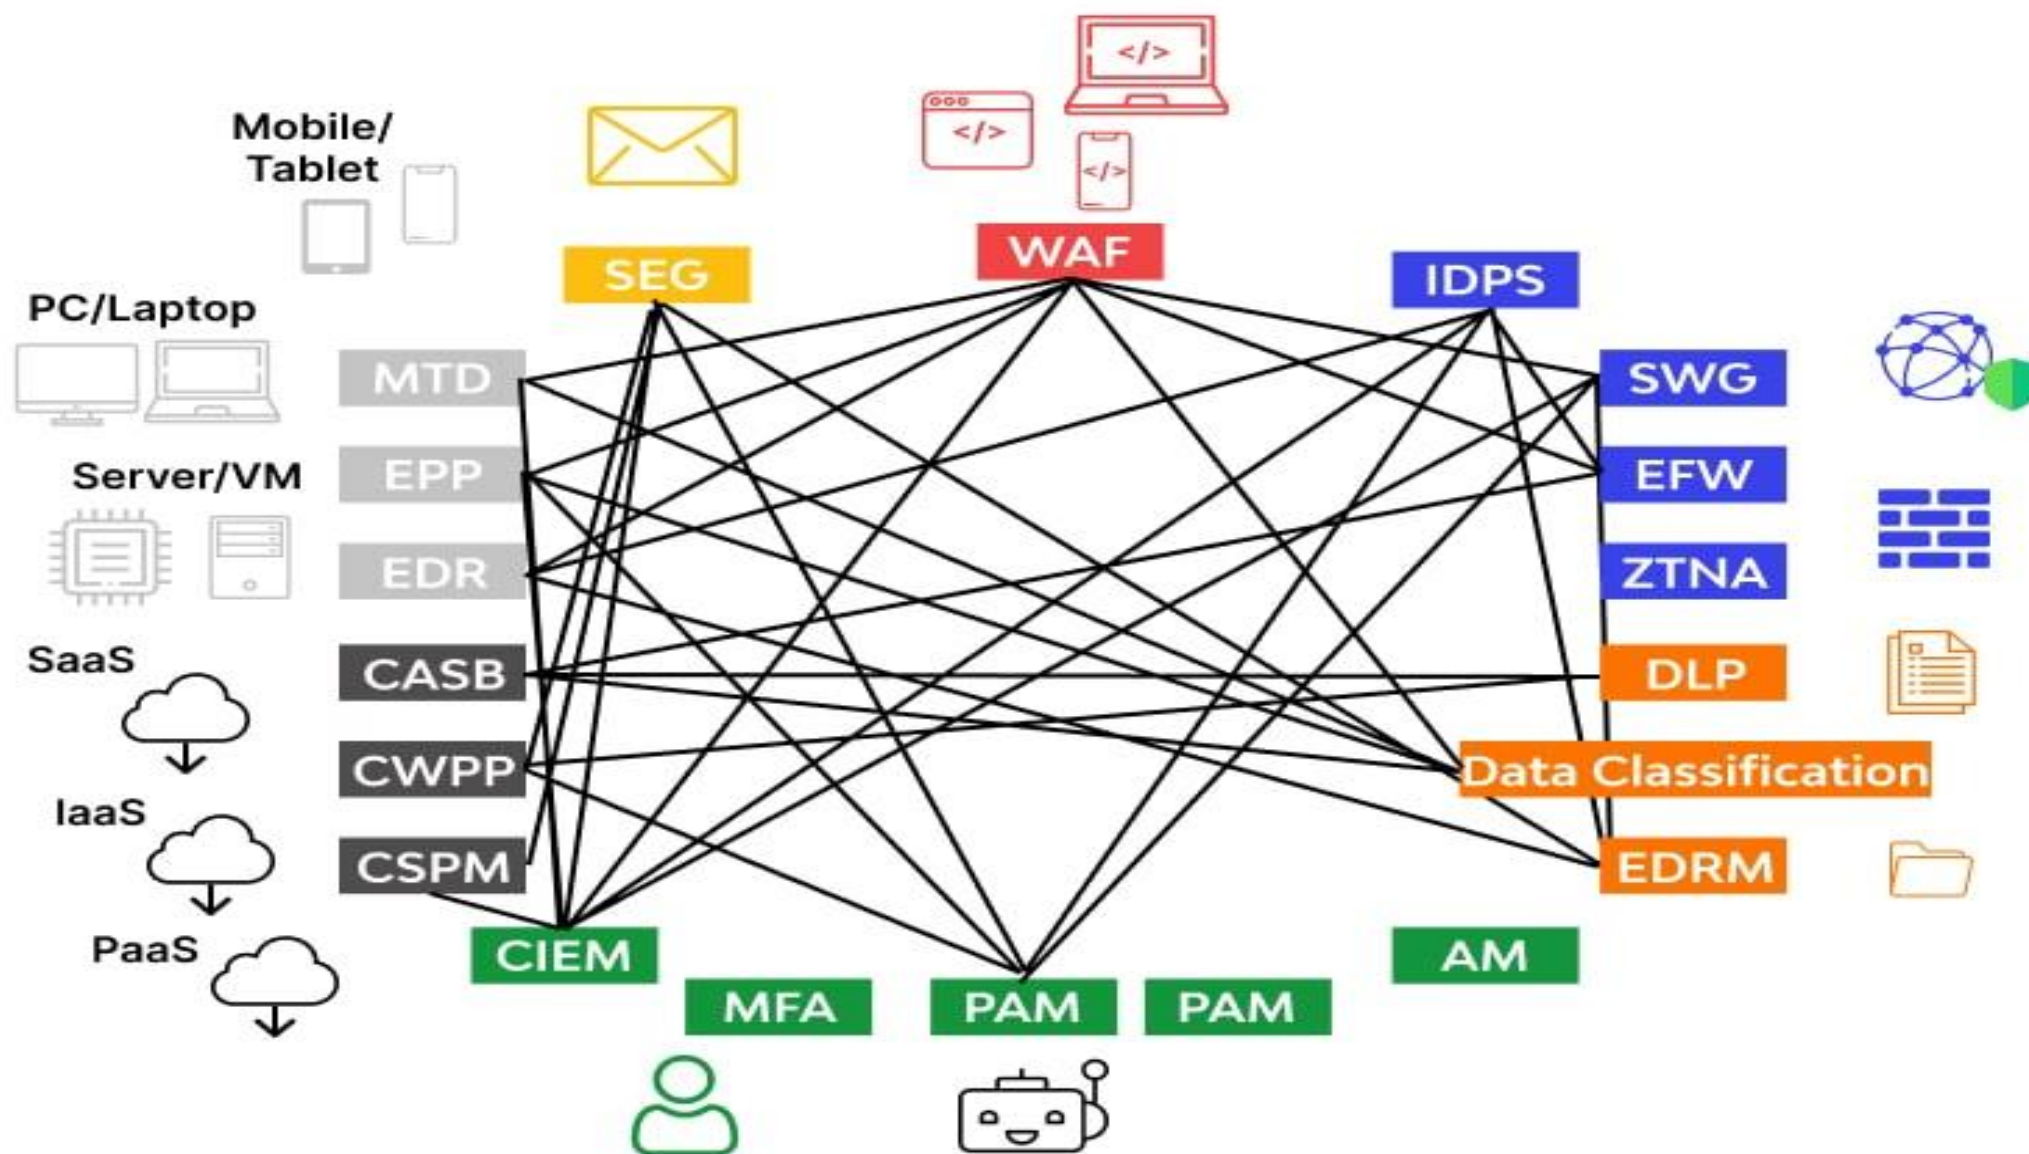 </>
</>
</>
Mobile/
Tablet
SEG
WAF
IDPS
PC/Laptop
MTD
SWG
Server/VM
EPP
EFW
EDR
ZTNA
SaaS
CASB
DLP
CWPP
Data Classification
IaaS
CSPM
EDRM
PaaS
CIEM
AM
MFA
PAM
PAM